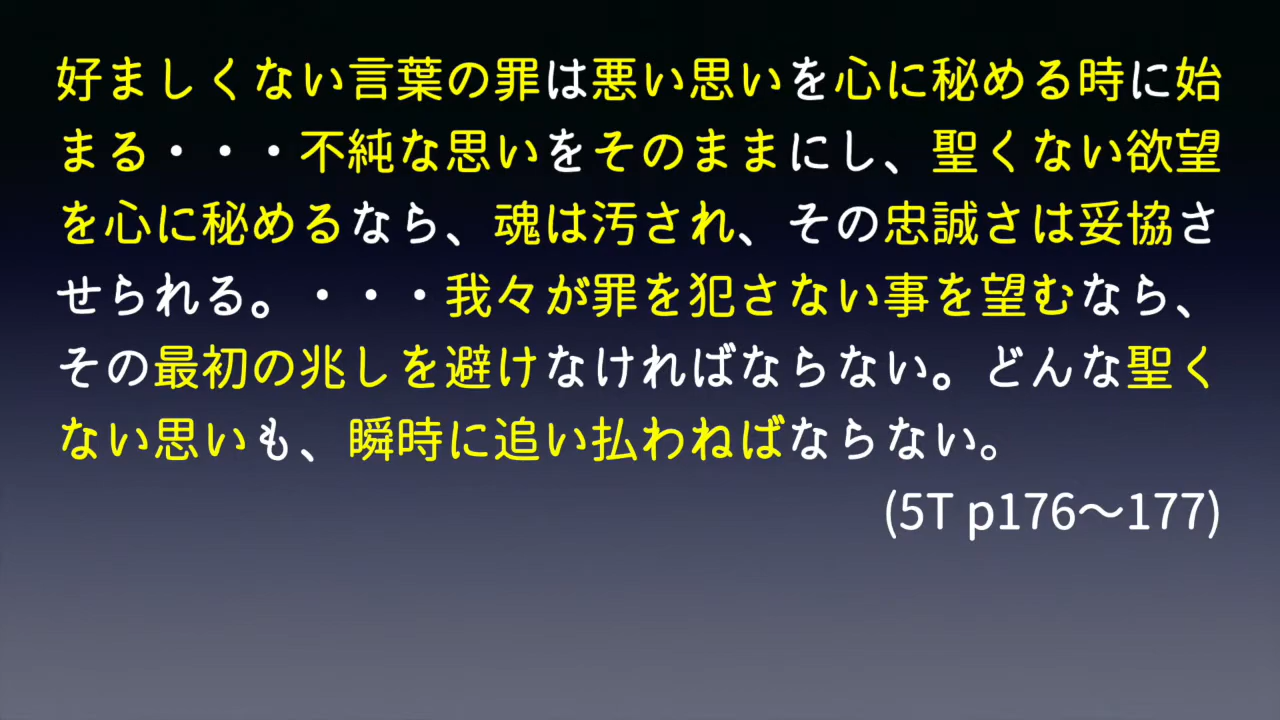 好ましくない言葉の罪は悪い思いを心に秘める時に始
まる・・・不純な思いをそのままにし、聖くない欲望
を心に秘めるなら、魂は汚され、その忠誠さは妥協さ
せられる。・・・我々が罪を犯さない事を望むなら、
その最初の兆しを避けなければならない。どんな聖く
ない思いも、瞬時に追い払わねばならない。
(5T p176〜177)